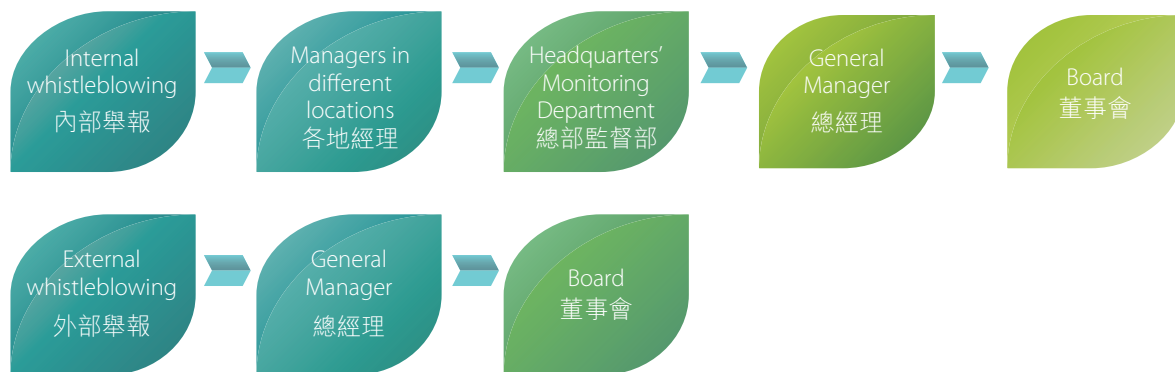 Internal
whistleblowing
內部舉報
Managers in
different
locations
各地經理
Headquarters'
Monitoring
Department
總部監督部
General
Manager
總經理
Board
董事會
External
whistleblowing
外部舉報
General
Manager
總經理
Board
董事會